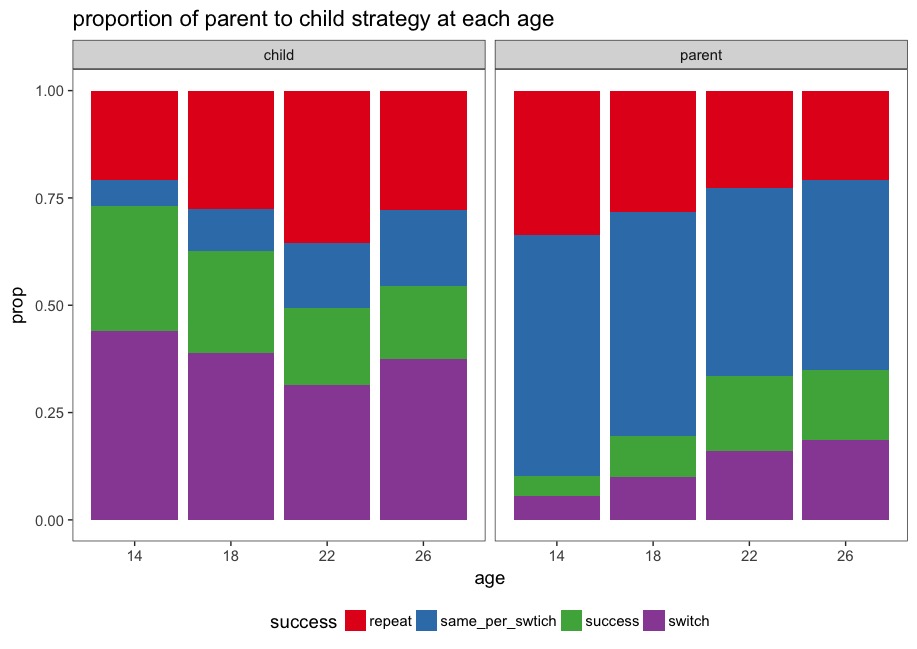 proportion of parent to child strategy at each age
child parent
1.00
0.75
0.50
0.25
0.00
prop
14 18 22 26 14 18 22 26
age
success repeat same_per_swtich success switch